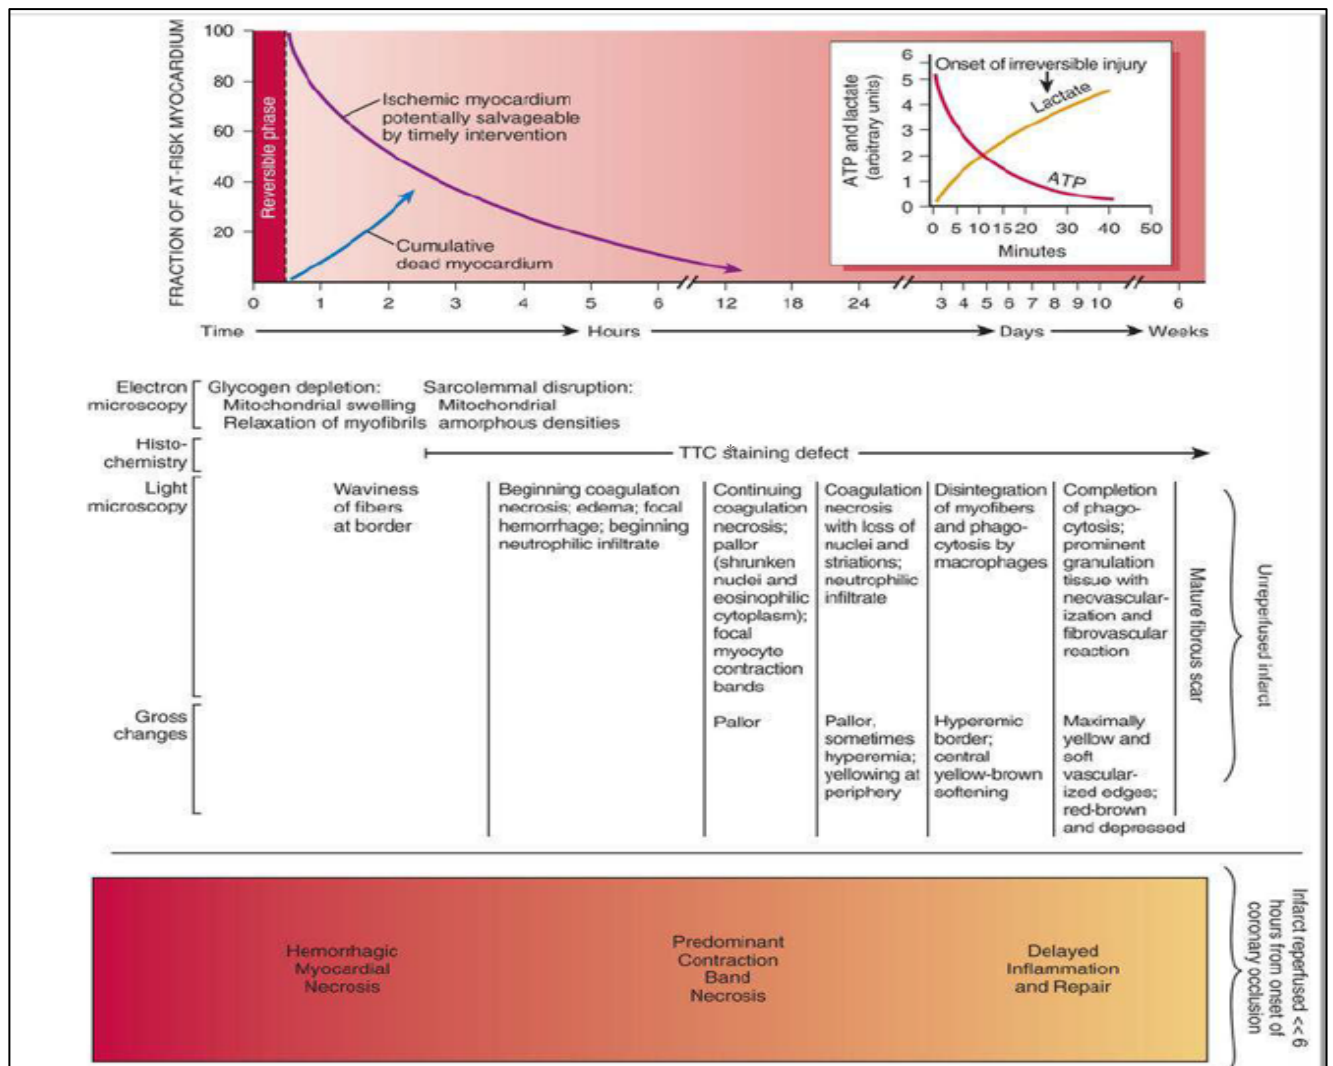 FRACTION OF AT-RISK MYOCARDIUM
100
80
60
40
20
Reversible phase
Ischemic myocardium
potentially salvageable
by timely intervention
Cumulative
dead myocardium
ATP and lactate
(arbitrary units)
6
5
4
3
2
1
0
Onset of irreversible injury
Lactate
ATP
0 5 10 15 20 30 40 50
Minutes
0 1 2 3 4 5 6 12 18 24 3 4 5 6 7 8 9 10 6
Time Hours Days Weeks
Electron
microscopy
Glycogen depletion:
Mitochondrial swelling
Relaxation of myofibrils
Sarcolemmal disruption:
Mitochondrial
amorphous densities
Histo-
chemistry
TTC staining defect
Light
microscopy
Waviness
of fibers
at border
Beginning coagulation
necrosis; edema; focal
hemorrhage; beginning
neutrophilic infiltrate
Continuing
coagulation
necrosis;
pallor
(shrunken
nuclei and
eosinophilic
cytoplasm);
focal
myocyte
contraction
bands
Coagulation
necrosis
with loss of
nuclei and
striations;
neutrophilic
infiltrate
Disintegration
of myofibers
and phago-
cytosis by
macrophages
Completion
of phago-
cytosis;
prominent
granulation
tissue with
neovascular-
ization and
fibrovascular
reaction
Mature fibrous scar
Unreperfused infarct
Gross
changes
Pallor
Pallor,
sometimes
hyperemia;
yellowing at
periphery
Hyperemic
border;
central
yellow-brown
softening
Maximally
yellow and
soft
vascular-
ized edges;
red-brown
and depressed
Hemorrhagic
Myocardial
Necrosis
Predominant
Contraction
Band
Necrosis
Delayed
Inflammation
and Repair
Infarct reperfused <<6
hours from onset of
coronary occlusion